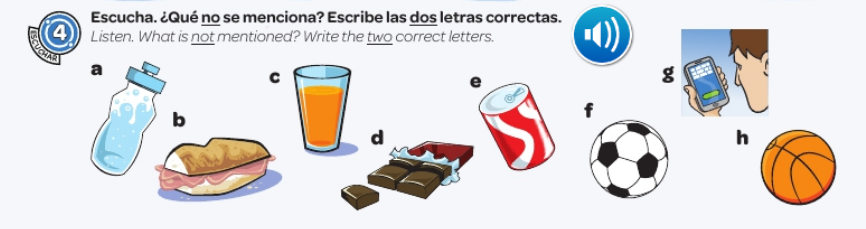 4
ESCUCHAR
Escucha. ¿Qué no se menciona? Escribe las dos letras correctas.
Listen. What is not mentioned? Write the two correct letters.
a
b
c
d
e
f
g
h